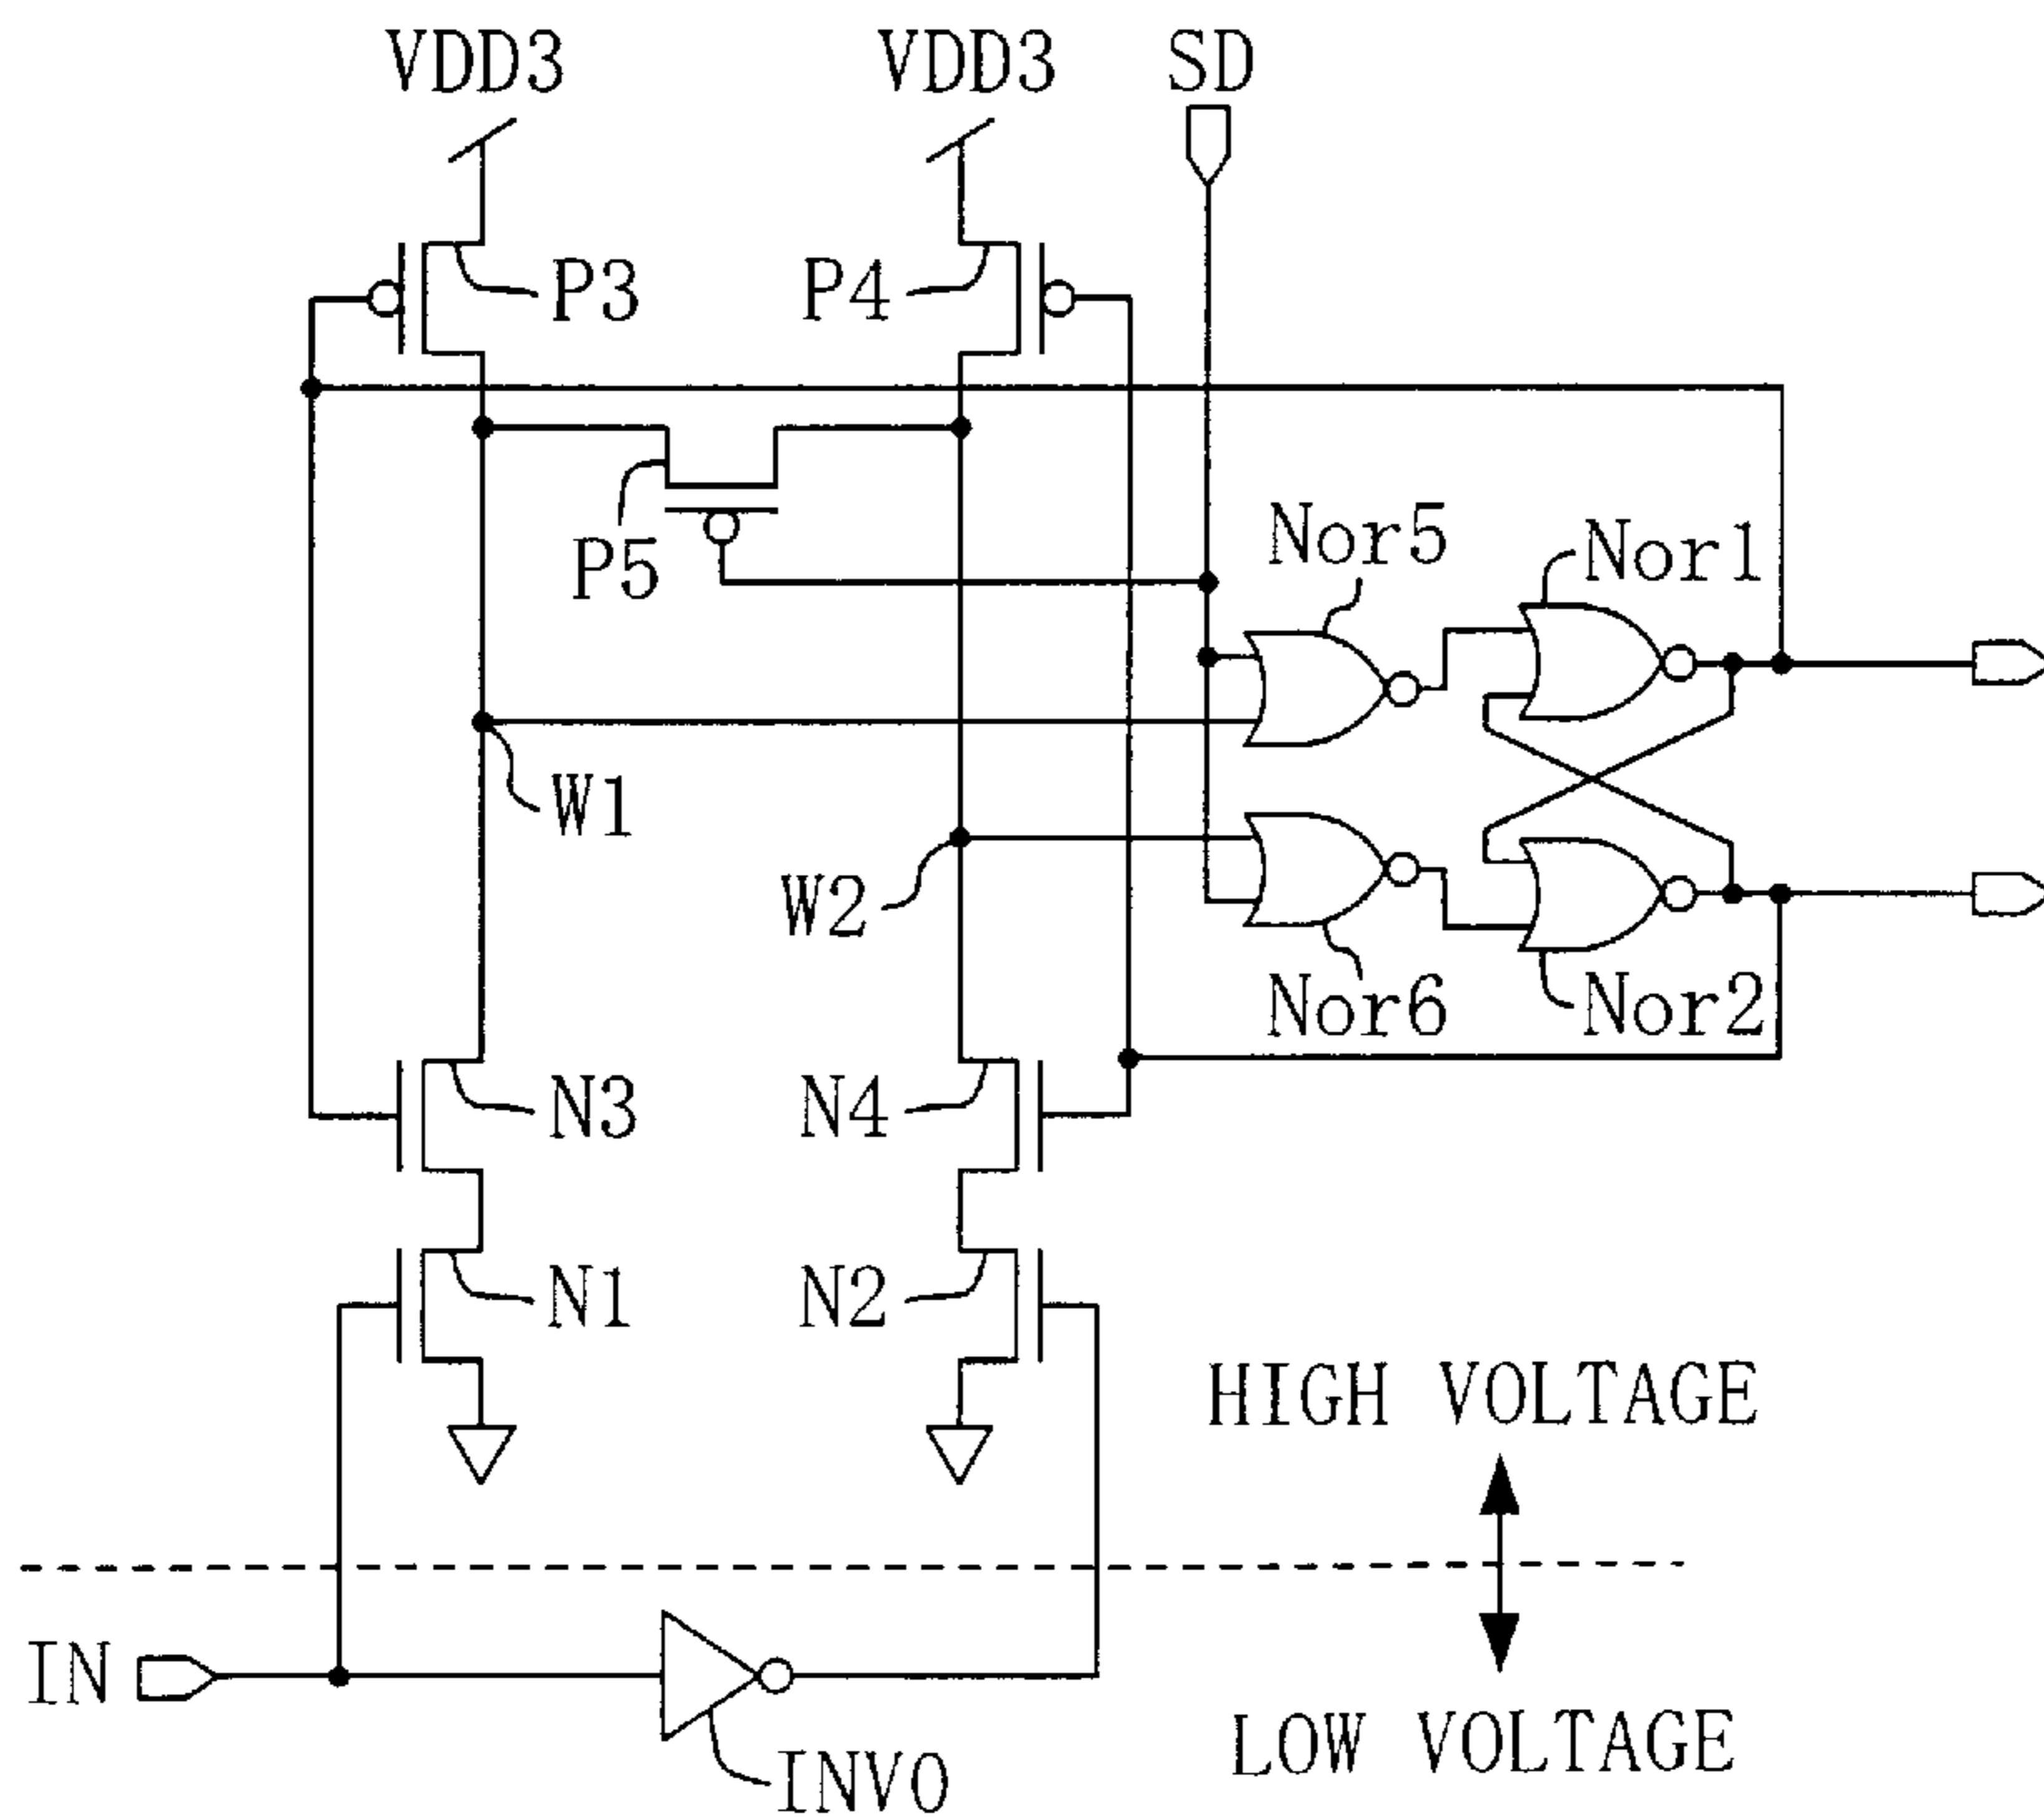 VDD3
VDD3
SD
P3
P4
P5
Nor5
Nor1
W1
W2
Nor6
Nor2
N3
N4
N1
N2
HIGH VOLTAGE
IN
INV0
LOW VOLTAGE